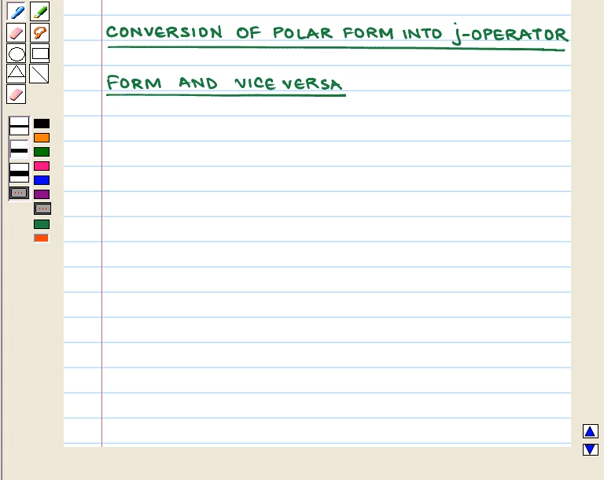 CONVERSION OF POLAR FORM INTO j-OPERATOR
FORM AND VICE VERSA